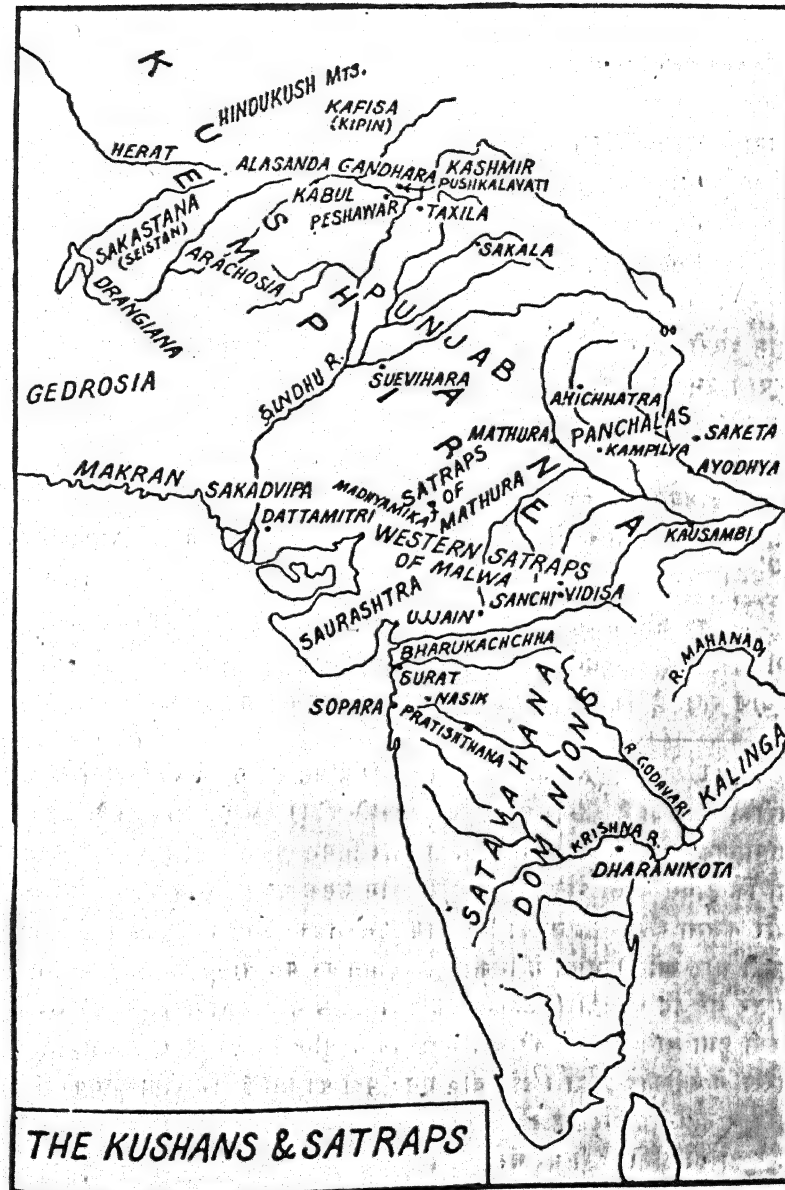 KUSHANA
EMPIRE
HINDUKUSH MTS.
KAFISA
(KIPIN)
HERAT
ALASANDA
GANDHARA
KASHMIR
PUSHKALAVATI
KABUL
PESHAWAR
TAXILA
SAKASTANA
(SEISTAN)
ARACHOSIA
SAKALA
DRANGIANA
PUNJAB
GEDROSIA
SINDHU R.
SUEVIHARA
AHICHHATRA
PANCHALAS
KAMPILYA
SAKETA
AYODHYA
MATHURA
MAKRAN
SAKADVIPA
MADHYAMIKA
SATRAPS
OF
MATHURA
DATTAMITRI
KAUSAMBI
WESTERN SATRAPS
OF MALWA
SAURASHTRA
SANCHI
VIDISA
UJJAIN
BHARUKACHCHHA
R. MAHANADI
SURAT
NASIK
SOPARA
PRATISATHANA
SATAVAHANA
DOMINIONS
R. GODAVARI
KALINGA
KRISHNA R.
DHARANIKOTA
THE KUSHANS & SATRAPS